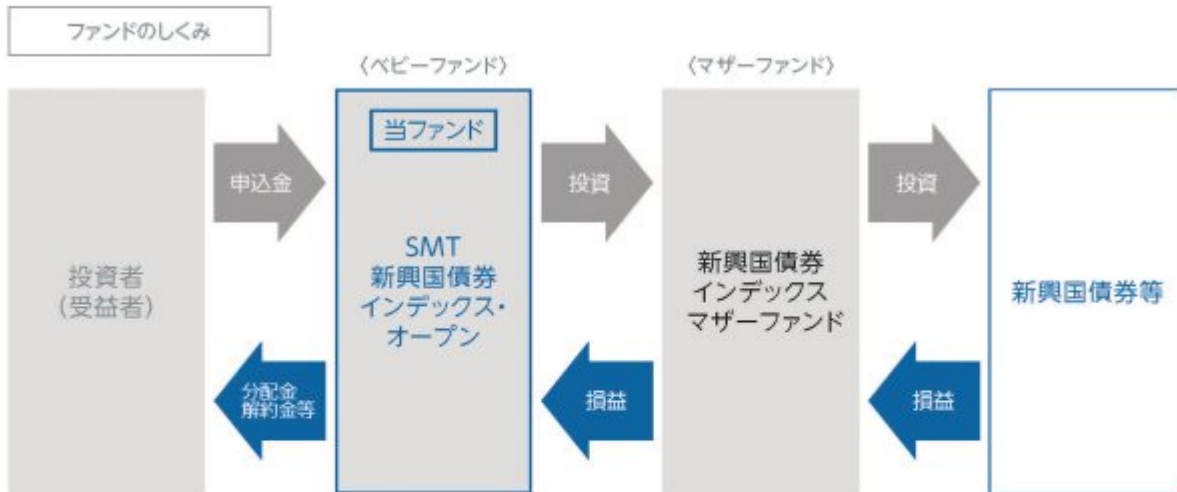 ファンドのしくみ
〈ベビーファンド〉
〈マザーファンド〉
投資者
(受益者)
申込金
分配金
解約金等
当ファンド
SMT
新興国債券
インデックス・
オープン
投資
損益
新興国債券
インデックス
マザーファンド
投資
損益
新興国債券等